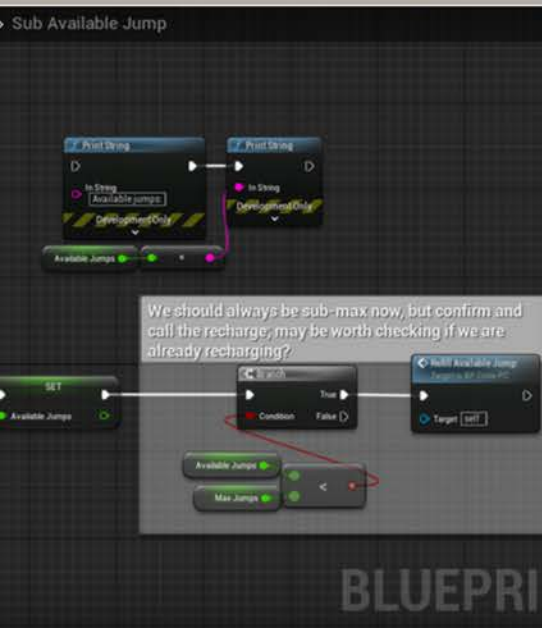 Sub Available Jump
Print String
Print String
In String
Available jumps:
In String
Development Only
Development Only
Available Jumps
We should always be sub-max now, but confirm and
call the recharge, may be worth checking if we are
already recharging?
SET
Branch
Refill Available Jump
Target is BP
True
Available Jumps
Condition
False
Target
self
Available Jumps
<
Max Jumps
BLUEPRI